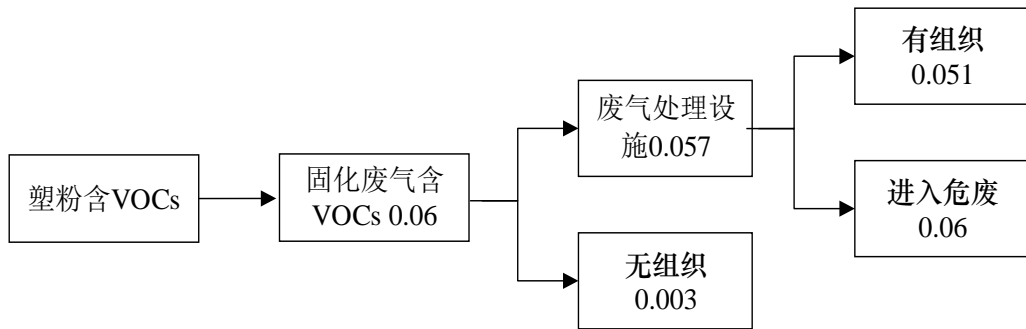 塑粉含VOCs
固化废气含
VOCs 0.06
废气处理设
施0.057
无组织
0.003
有组织
0.051
进入危废
0.06